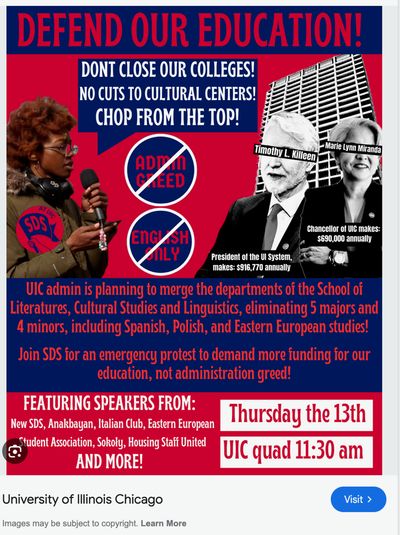 DEFEND OUR EDUCATION!
DONT CLOSE OUR COLLEGES!
NO CUTS TO CULTURAL CENTERS!
CHOP FROM THE TOP!
ADMIN
GREED
ENGLISH
ONLY
SDS
Timothy L. Killeen
Marie Lynn Miranda
Chancellor of UIC makes:
$690,000 annually
President of the UI System,
makes: $916,770 annually
UIC admin is planning to merge the departments of the School of
Literatures, Cultural Studies and Linguistics, eliminating 5 majors and
4 minors, including Spanish, Polish, and Eastern European studies!
Join SDS for an emergency protest to demand more funding for our
education, not administration greed!
FEATURING SPEAKERS FROM:
New SDS, Anakbayan, Italian Club, Eastern European
Student Association, Sokoly, Housing Staff United
AND MORE!
Thursday the 13th
UIC quad 11:30 am
University of Illinois Chicago
Visit >
Images may be subject to copyright. Learn More